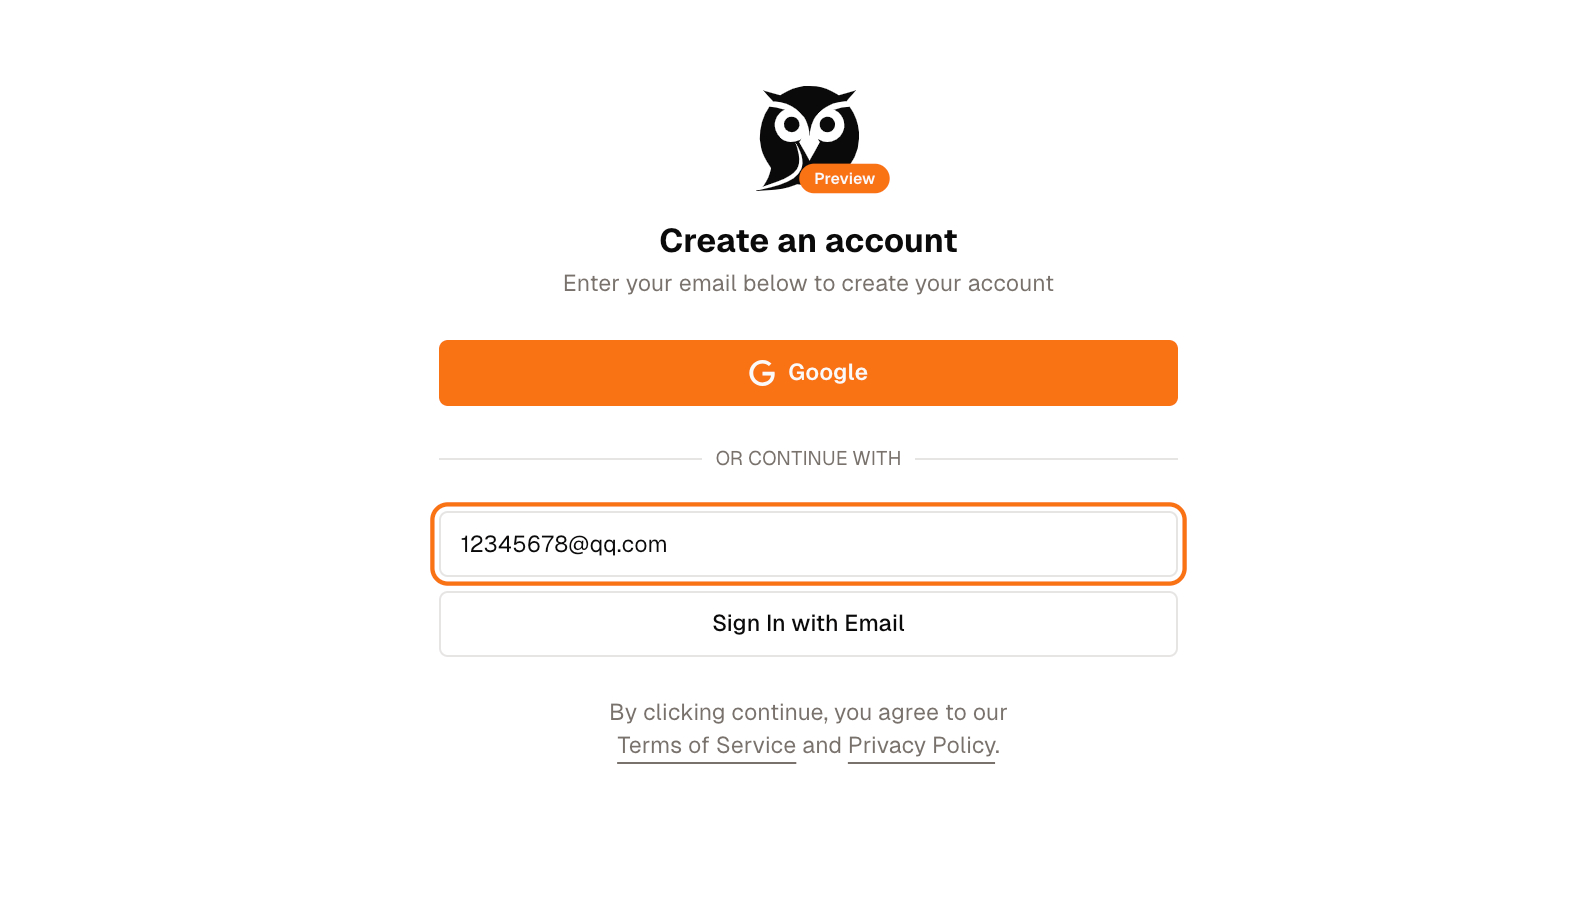 Preview
Create an account
Enter your email below to create your account
Google
OR CONTINUE WITH
12345678@qq.com
Sign In with Email
By clicking continue, you agree to our
Terms of Service and Privacy Policy.